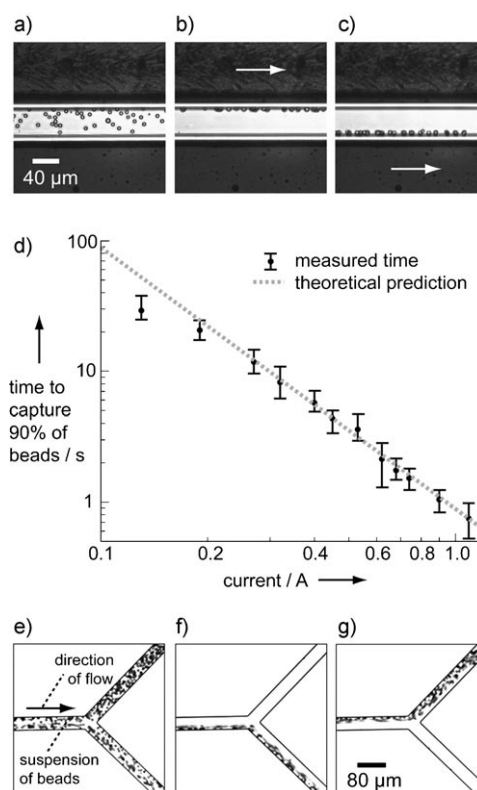 a)
b)
c)
40 μm
d)
100
10
1
time to
capture
90% of
beads / s
measured time
theoretical prediction
0.1
0.2
0.4
0.6
0.8
1.0
current / A
e)
f)
g)
direction
of flow
suspension
of beads
80 μm